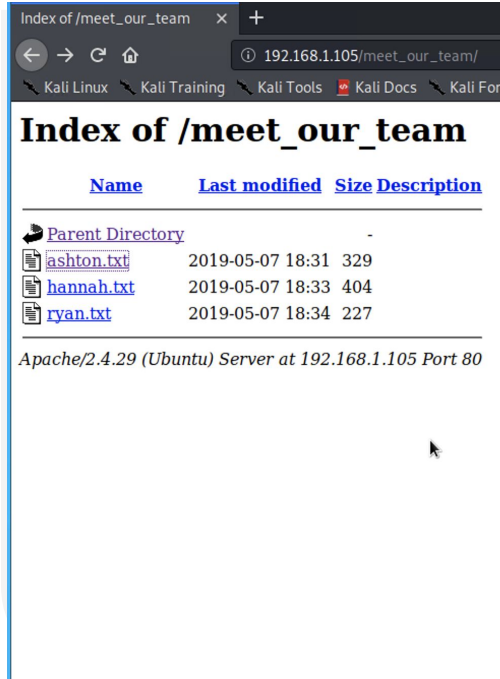 Index of /meet_our_team
192.168.1.105/meet_our_team/
Kali Linux Kali Training Kali Tools Kali Docs Kali For
Index of /meet_our_team
Name Last modified Size Description
Parent Directory -
ashton.txt 2019-05-07 18:31 329
hannah.txt 2019-05-07 18:33 404
ryan.txt 2019-05-07 18:34 227
Apache/2.4.29 (Ubuntu) Server at 192.168.1.105 Port 80